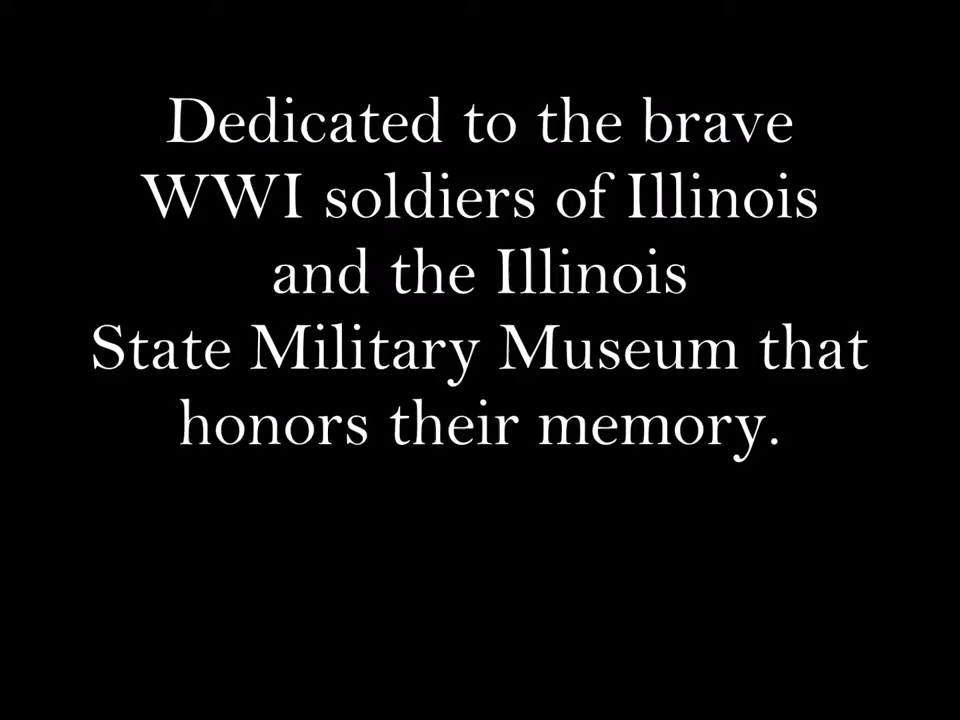 Dedicated to the brave
WWI soldiers of Illinois
and the Illinois
State Military Museum that
honors their memory.